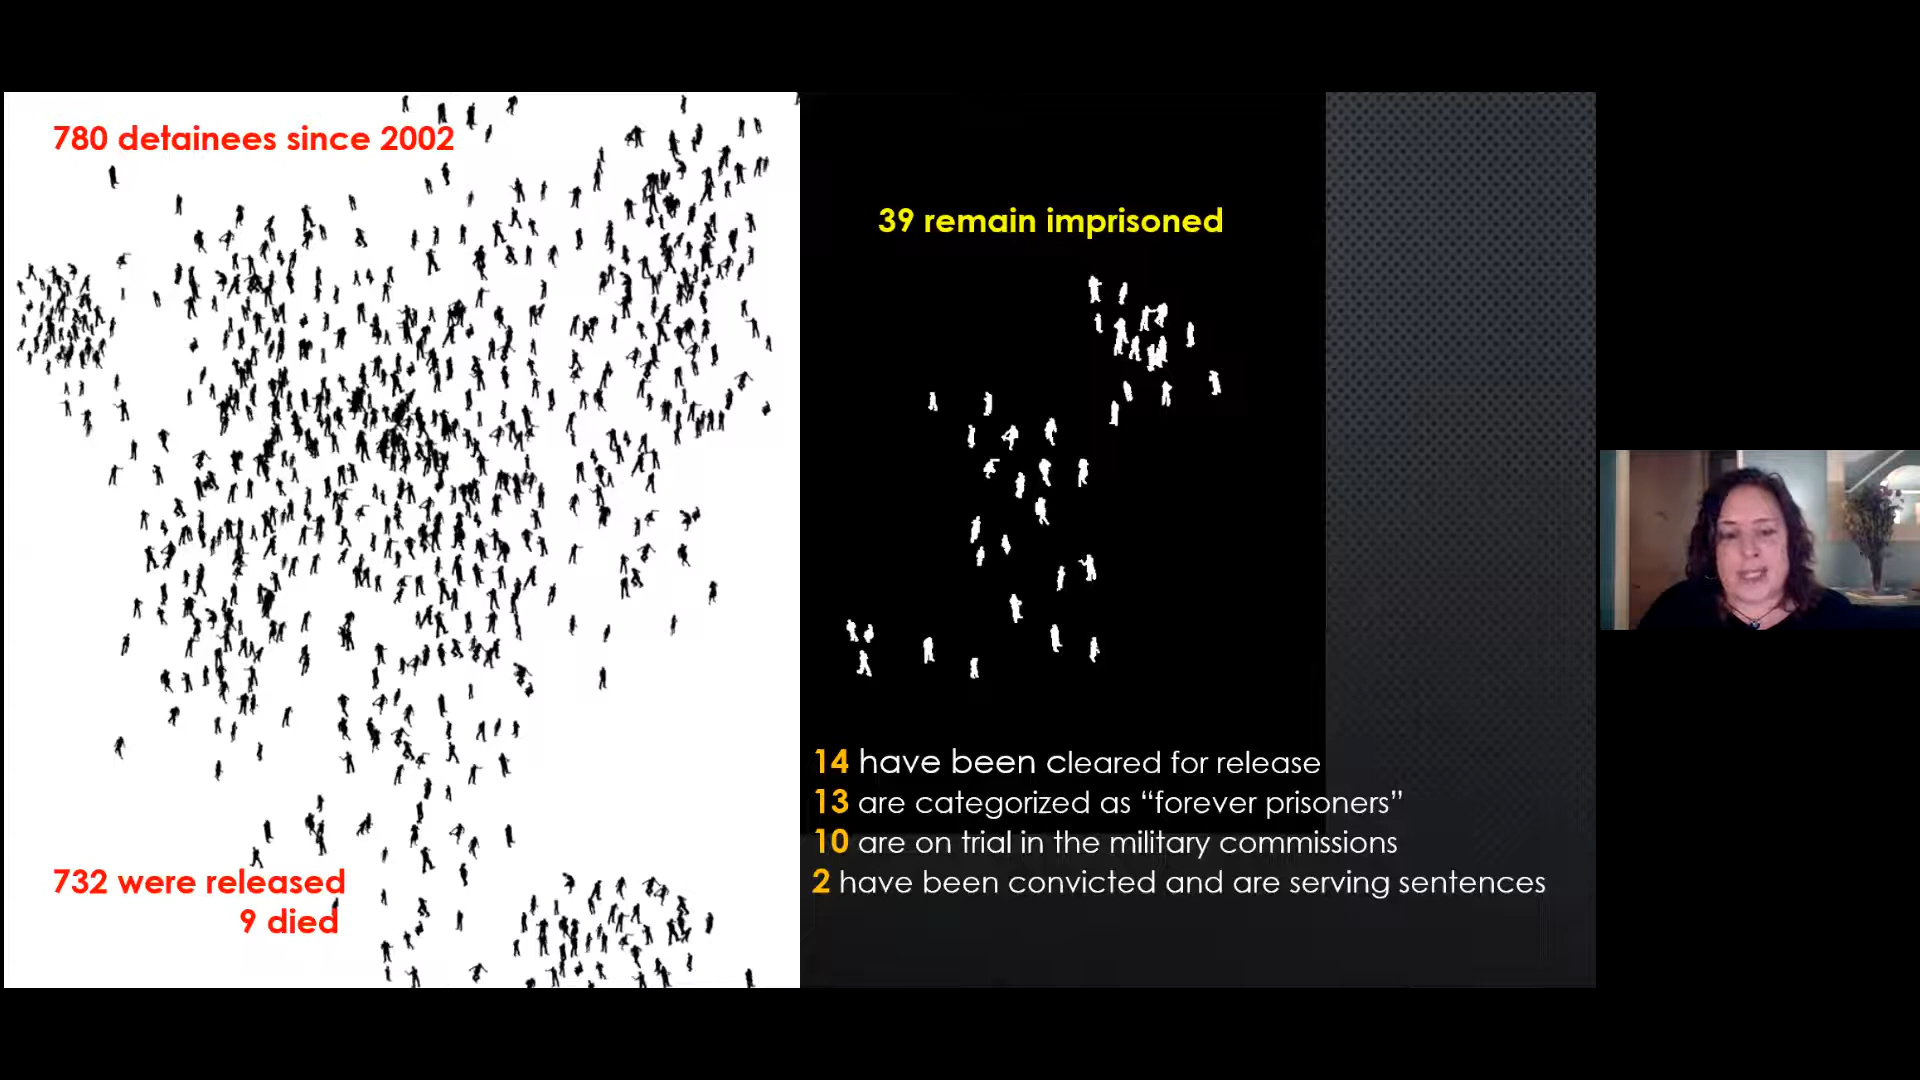 780 detainees since 2002
732 were released
9 died
39 remain imprisoned
14 have been cleared for release
13 are categorized as “forever prisoners”
10 are on trial in the military commissions
2 have been convicted and are serving sentences